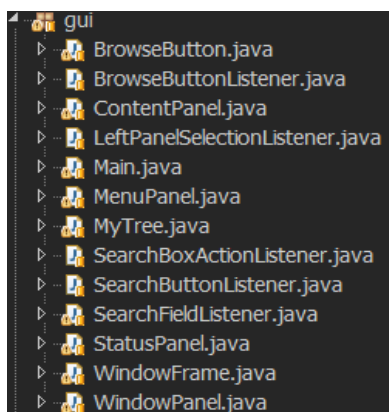 gui
BrowseButton.java
BrowseButtonListener.java
ContentPanel.java
LeftPanelSelectionListener.java
Main.java
MenuPanel.java
MyTree.java
SearchBoxActionListener.java
SearchButtonListener.java
SearchFieldListener.java
StatusPanel.java
WindowFrame.java
WindowPanel.java